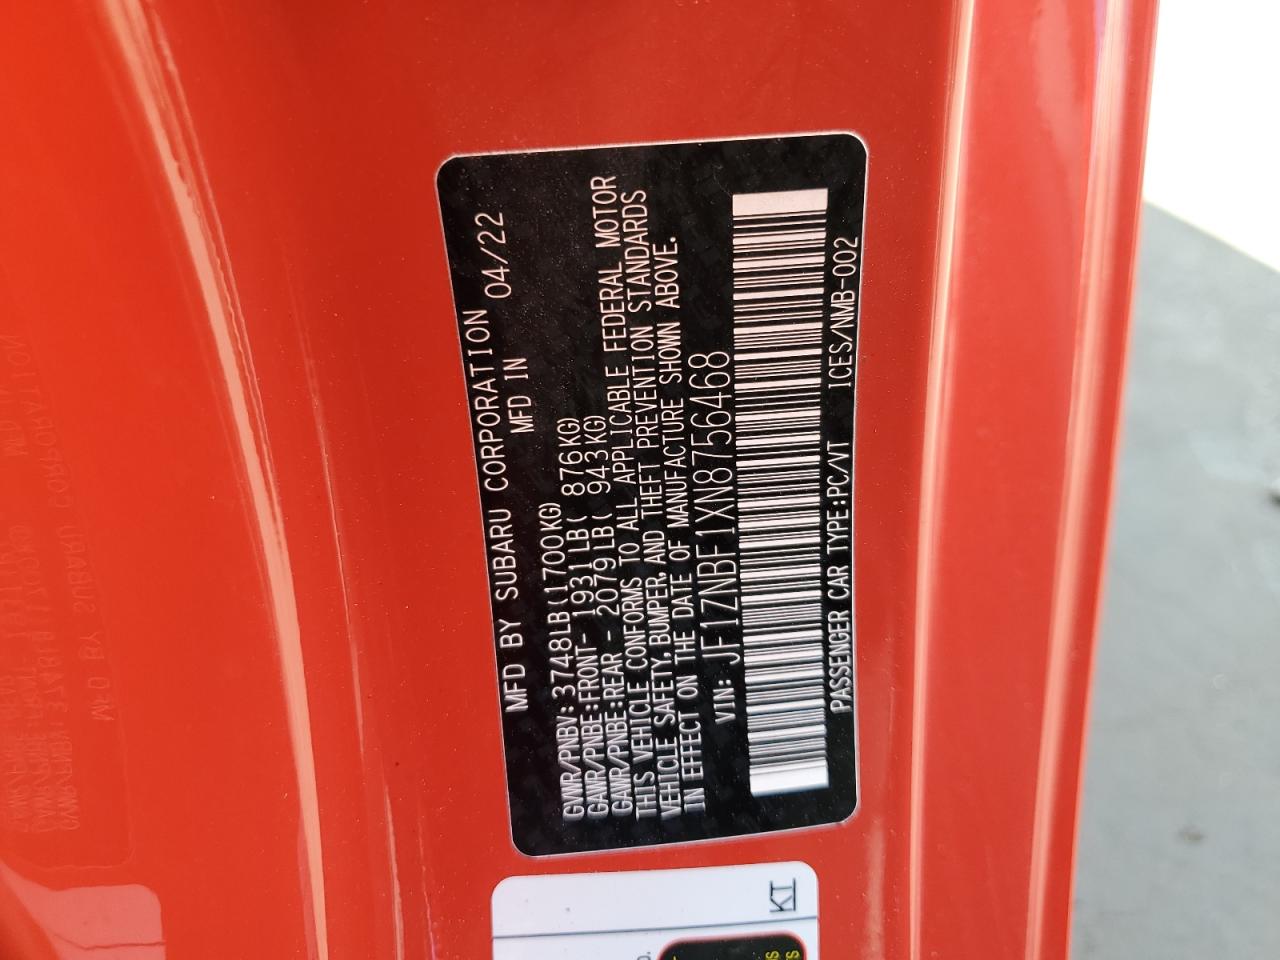 MFD BY SUBARU CORPORATION
MFD IN 04/22
GVWR/PNBV: 3748LB(1700KG)
GAWR/PNBE:FRONT- 1931LB( 876KG)
GAWR/PNBE:REAR - 2079LB( 943KG)
THIS VEHICLE CONFORMS TO ALL APPLICABLE FEDERAL MOTOR
VEHICLE SAFETY,BUMPER, AND THEFT PREVENTION STANDARDS
IN EFFECT ON THE DATE OF MANUFACTURE SHOWN ABOVE.
VIN: JF1ZNBF1XN8756468
PASSENGER CAR TYPE:PC/VT ICES/NMB-002
KI